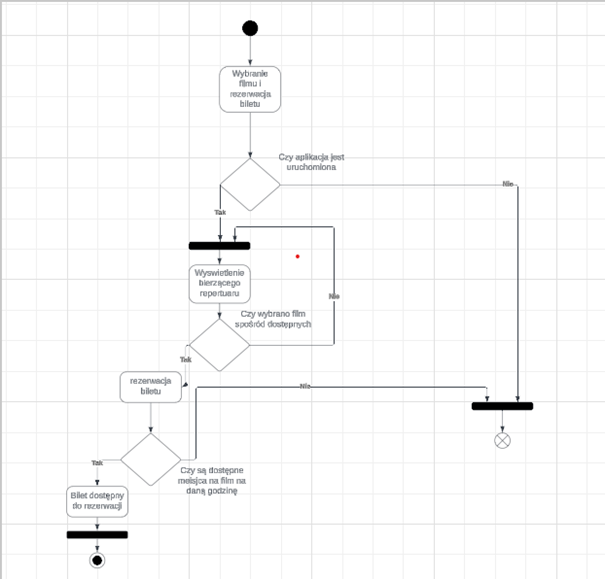 Wybranie
filmu i
rezerwacja
biletu
Czy aplikacja jest
uruchomiona
Nie
Tak
Wyswietlenie
bierzącego
repertuaru
Nie
Czy wybrano film
spośród dostępnych
Tak
rezerwacja
biletu
Nie
Tak
Czy są dostępne
meisjca na film na
daną godzinę
Bilet dostępny
do rezerwacji